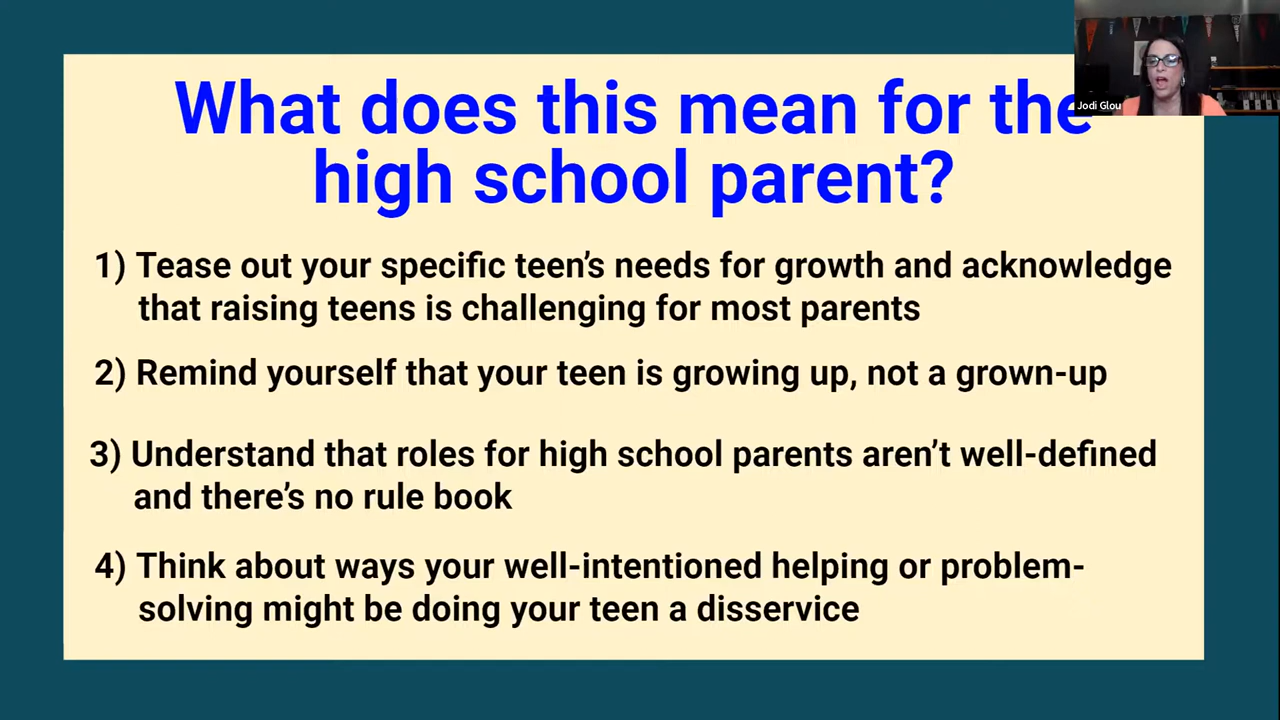 What does this mean for the
high school parent?
Jodi Glou
1) Tease out your specific teen’s needs for growth and acknowledge
that raising teens is challenging for most parents
2) Remind yourself that your teen is growing up, not a grown-up
3) Understand that roles for high school parents aren’t well-defined
and there’s no rule book
4) Think about ways your well-intentioned helping or problem-
solving might be doing your teen a disservice